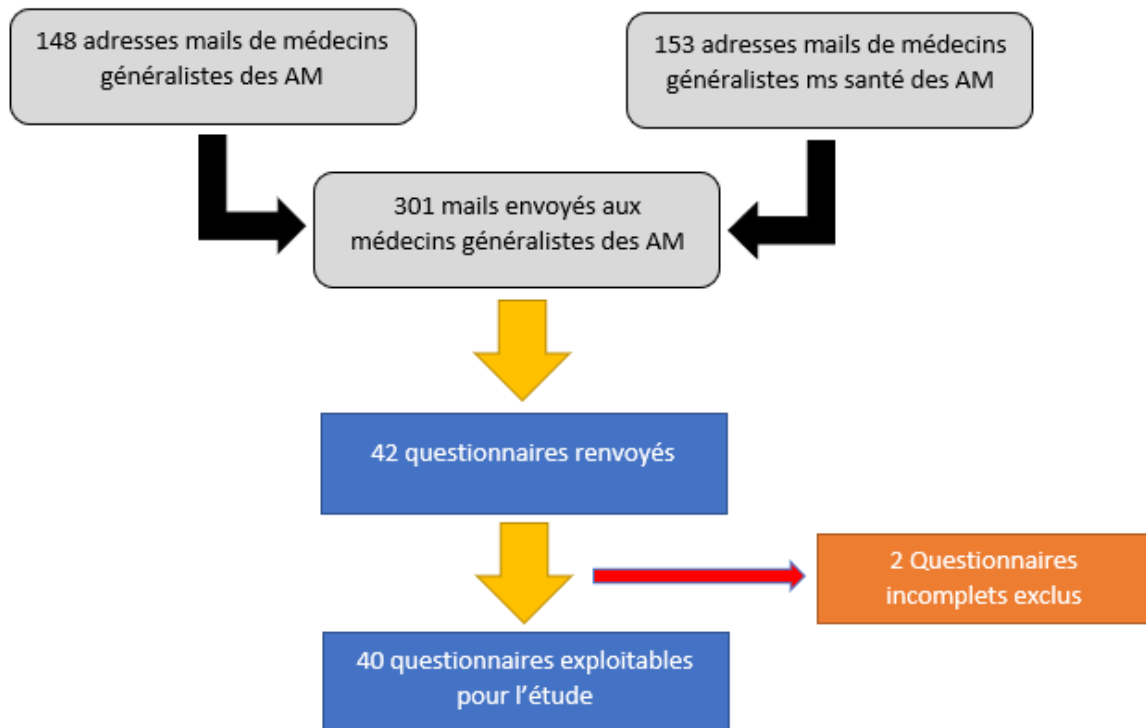 148 adresses mails de médecins
généralistes des AM
153 adresses mails de médecins
généralistes ms santé des AM
301 mails envoyés aux
médecins généralistes des AM
42 questionnaires renvoyés
2 Questionnaires
incomplets exclus
40 questionnaires exploitables
pour l'étude